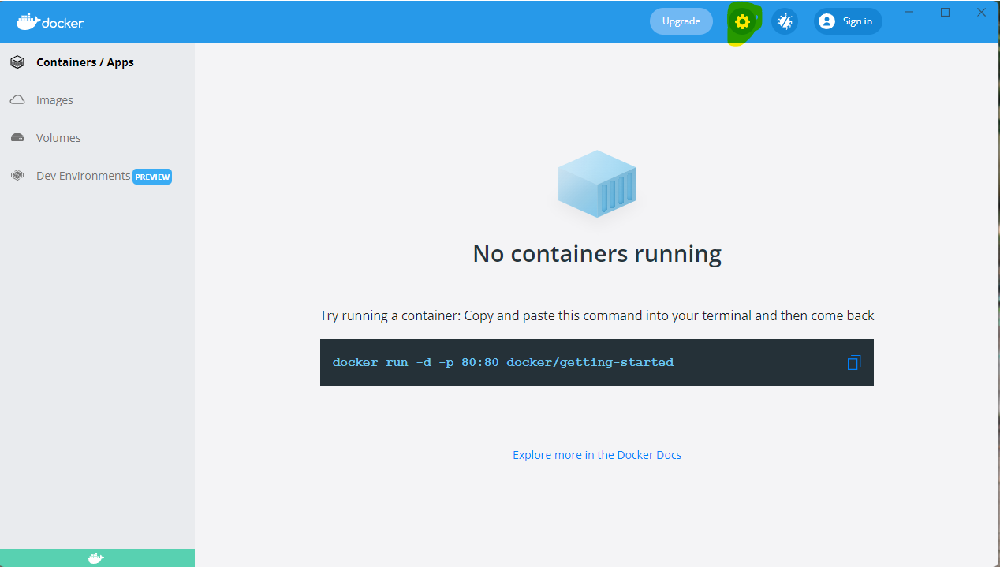 docker
Upgrade
Sign in
Containers / Apps
Images
Volumes
Dev Environments PREVIEW
No containers running
Try running a container: Copy and paste this command into your terminal and then come back
docker run -d -p 80:80 docker/getting-started
Explore more in the Docker Docs